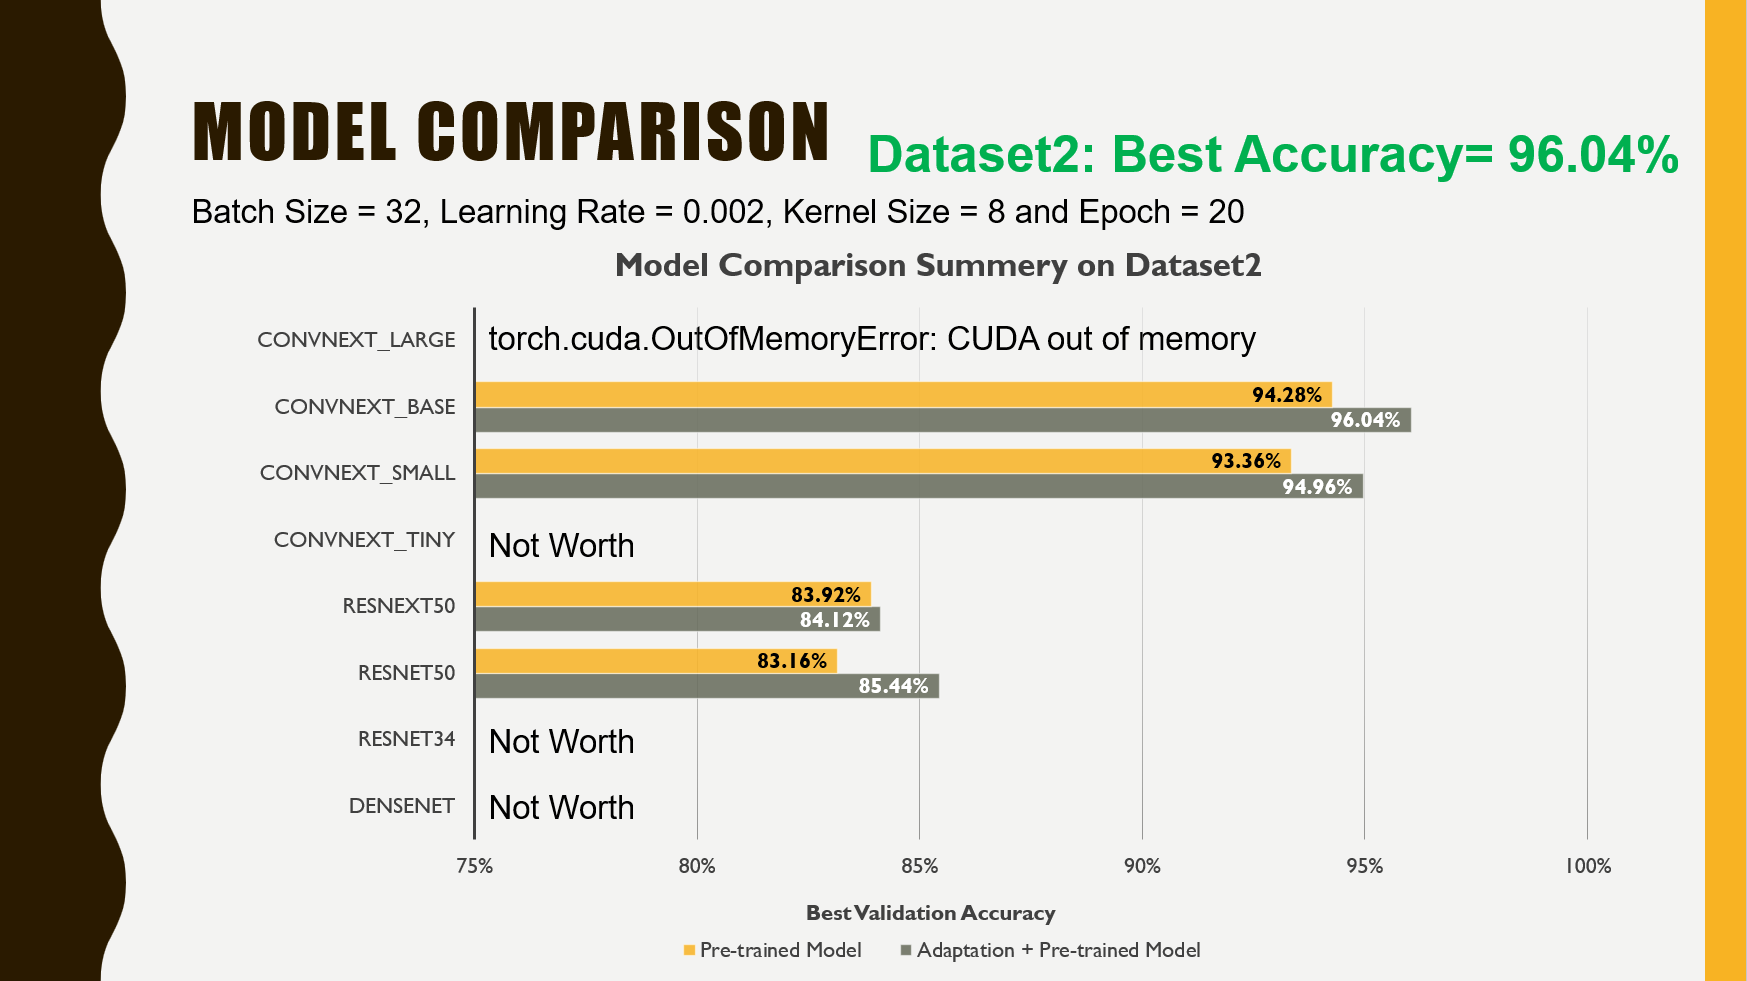 MODEL COMPARISON
Dataset2: Best Accuracy= 96.04%
Batch Size = 32, Learning Rate = 0.002, Kernel Size = 8 and Epoch = 20
Model Comparison Summery on Dataset2
CONVNEXT_LARGE torch.cuda.OutOfMemoryError: CUDA out of memory
94.28%
CONVNEXT_BASE
96.04%
93.36%
CONVNEXT_SMALL
94.96%
CONVNEXT_TINY Not Worth
83.92%
RESNEXT50
84.12%
83.16%
RESNET50
85.44%
RESNET34 Not Worth
DENSENET Not Worth
75% 80% 85% 90% 95% 100%
Best Validation Accuracy
Pre-trained Model Adaptation + Pre-trained Model